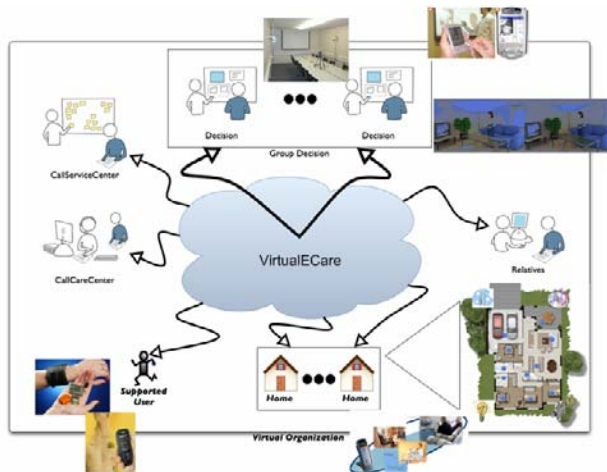 Decision
Decision
Group Decision
CallServiceCenter
VirtualECare
CallCareCenter
Relatives
Supported
User
Home
Home
Virtual Organization